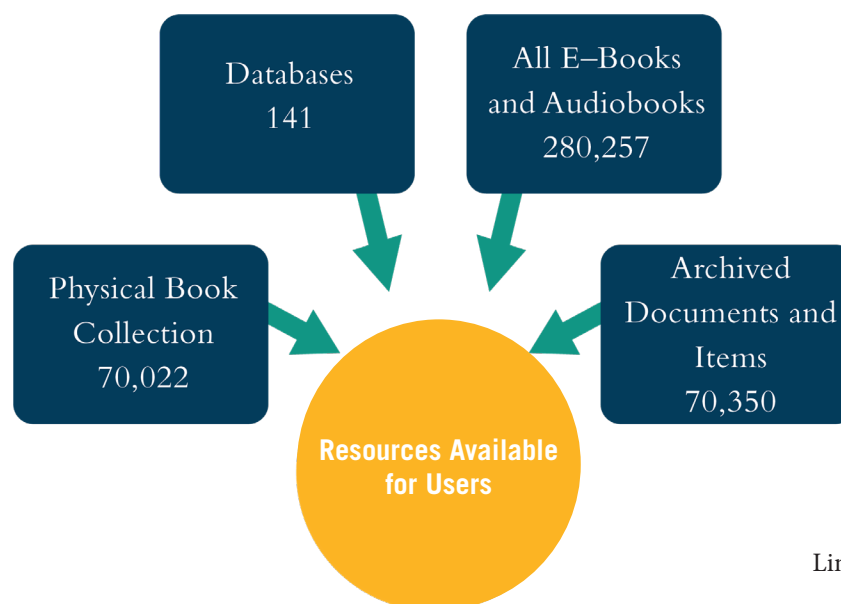 Databases
141
All E–Books
and Audiobooks
280,257
Physical Book
Collection
70,022
Archived
Documents and
Items
70,350
Resources Available
for Users